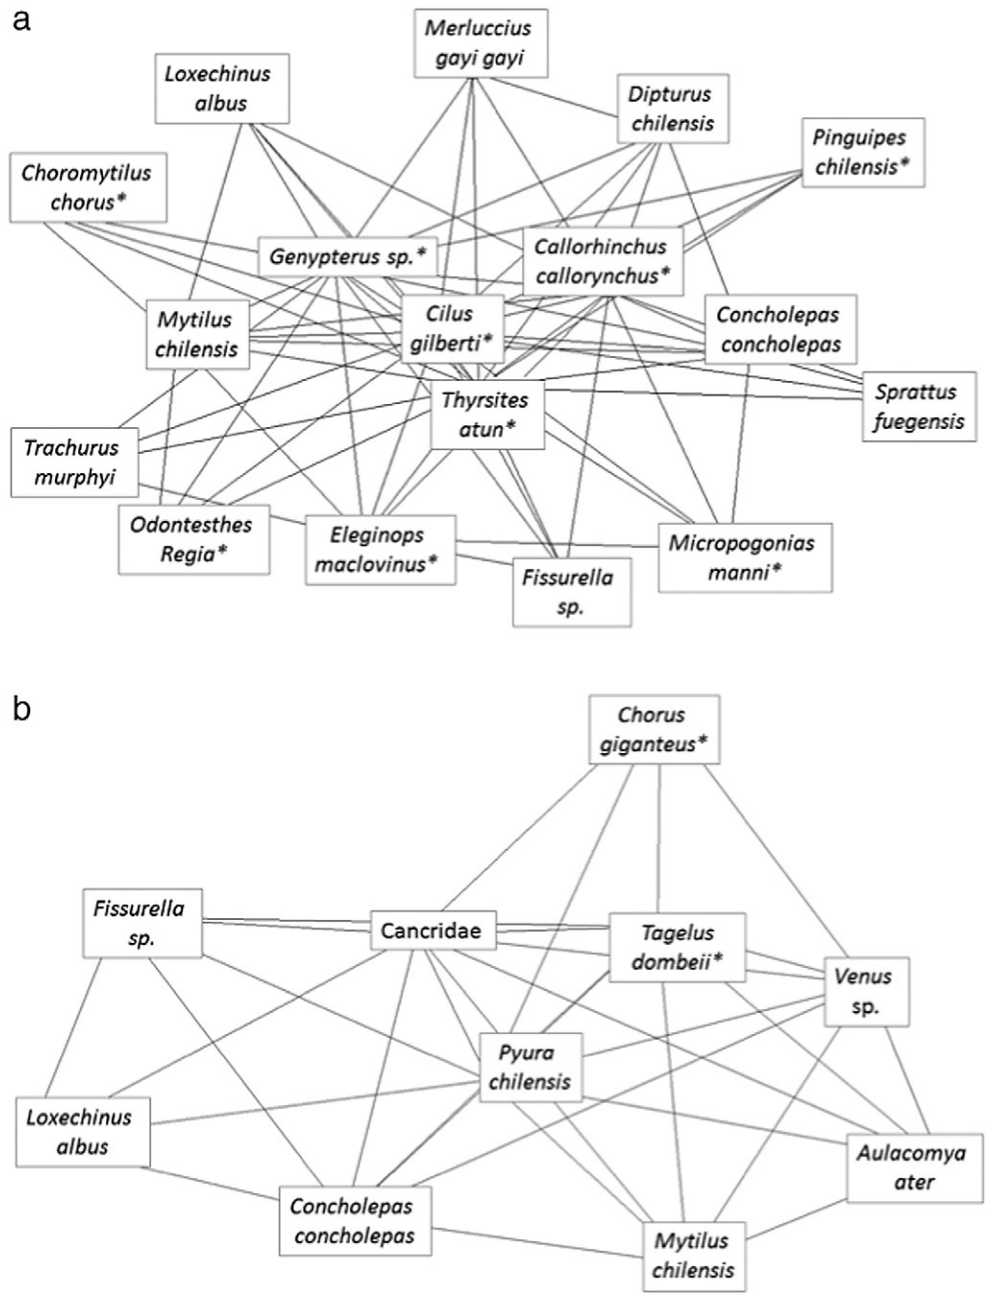 a
Merluccius
gayi gayi
Loxechinus
albus
Dipturus
chilensis
Pinguipes
chilensis*
Choromytilus
chorus*
Genypterus sp.*
Callorhinchus
callorynchus*
Mytilus
chilensis
Cilus
gilberti*
Concholepas
concholepas
Thyrsites
atun*
Sprattus
fuegensis
Trachurus
murphyi
Odontesthes
Regia*
Eleginops
maclovinus*
Micropogonias
manni*
Fissurella
sp.
b
Chorus
giganteus*
Fissurella
sp.
Cancridae
Tagelus
dombeii*
Venus
sp.
Pyura
chilensis
Loxechinus
albus
Aulacomya
ater
Concholepas
concholepas
Mytilus
chilensis